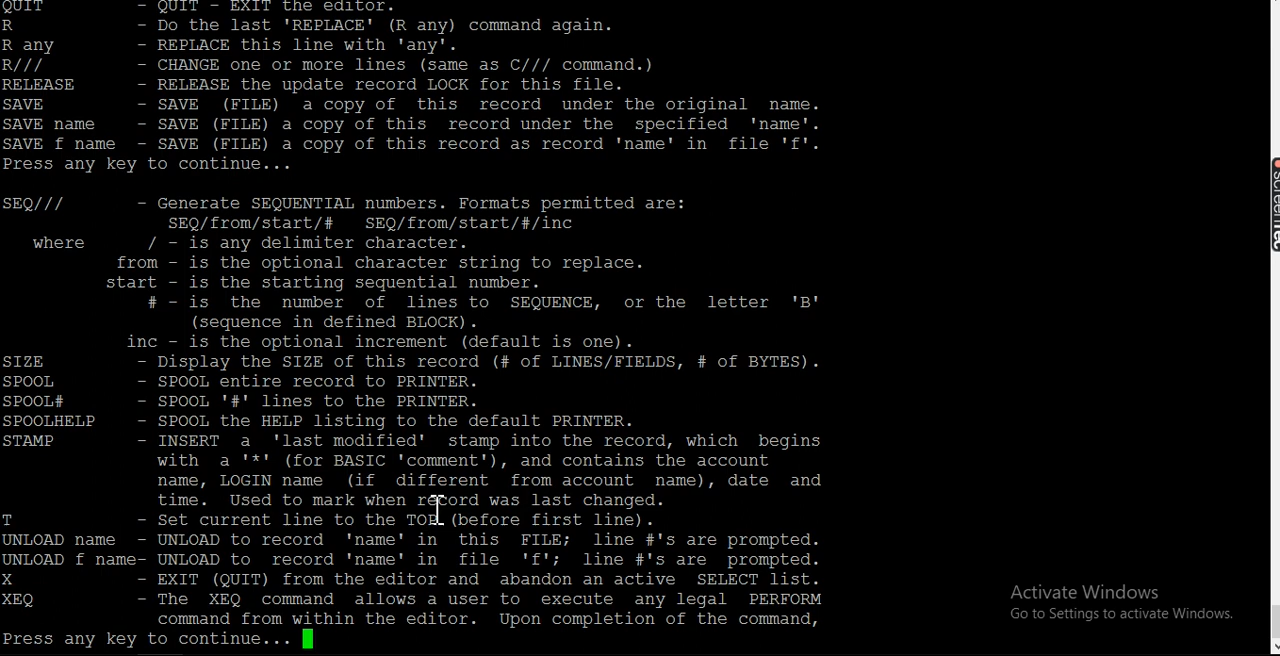 QUIT - QUIT - EXIT the editor.
R - Do the last 'REPLACE' (R any) command again.
R any - REPLACE this line with 'any'.
R/// - CHANGE one or more lines (same as C/// command.)
RELEASE - RELEASE the update record LOCK for this file.
SAVE - SAVE (FILE) a copy of this record under the original name.
SAVE name - SAVE (FILE) a copy of this record under the specified 'name'.
SAVE f name - SAVE (FILE) a copy of this record as record 'name' in file 'f'.
Press any key to continue...
SEQ/// - Generate SEQUENTIAL numbers. Formats permitted are:
SEQ/from/start/# SEQ/from/start/#/inc
where / - is any delimiter character.
from - is the optional character string to replace.
start - is the starting sequential number.
# - is the number of lines to SEQUENCE, or the letter 'B'
(sequence in defined BLOCK).
inc - is the optional increment (default is one).
SIZE - Display the SIZE of this record (# of LINES/FIELDS, # of BYTES).
SPOOL - SPOOL entire record to PRINTER.
SPOOL# - SPOOL '#' lines to the PRINTER.
SPOOLHELP - SPOOL the HELP listing to the default PRINTER.
STAMP - INSERT a 'last modified' stamp into the record, which begins
with a '*' (for BASIC 'comment'), and contains the account
name, LOGIN name (if different from account name), date and
time. Used to mark when record was last changed.
T - Set current line to the TOP (before first line).
UNLOAD name - UNLOAD to record 'name' in this FILE; line #'s are prompted.
UNLOAD f name- UNLOAD to record 'name' in file 'f'; line #'s are prompted.
X - EXIT (QUIT) from the editor and abandon an active SELECT list.
XEQ - The XEQ command allows a user to execute any legal PERFORM
command from within the editor. Upon completion of the command,
Press any key to continue...
Activate Windows
Go to Settings to activate Windows.